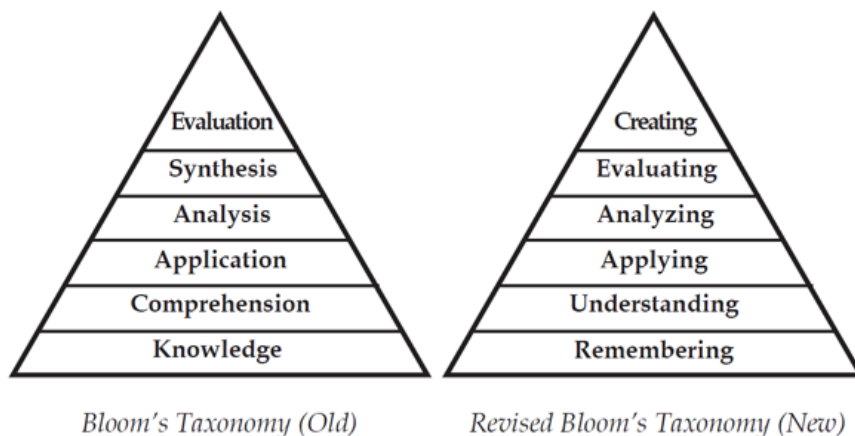 Evaluation
Synthesis
Analysis
Application
Comprehension
Knowledge
Bloom's Taxonomy (Old)
Creating
Evaluating
Analyzing
Applying
Understanding
Remembering
Revised Bloom's Taxonomy (New)